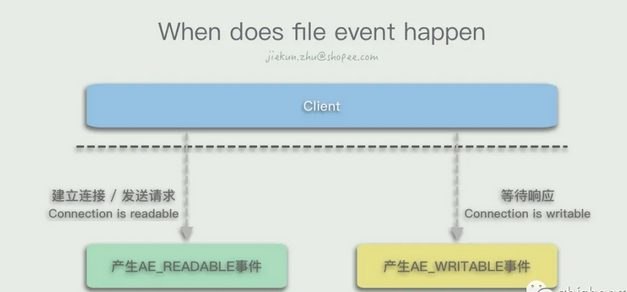 When does file event happen
jiekun.zhu@shopee.com
Client
建立连接 / 发送请求
Connection is readable
等待响应
Connection is writable
产生AE_READABLE事件
产生AE_WRITABLE事件